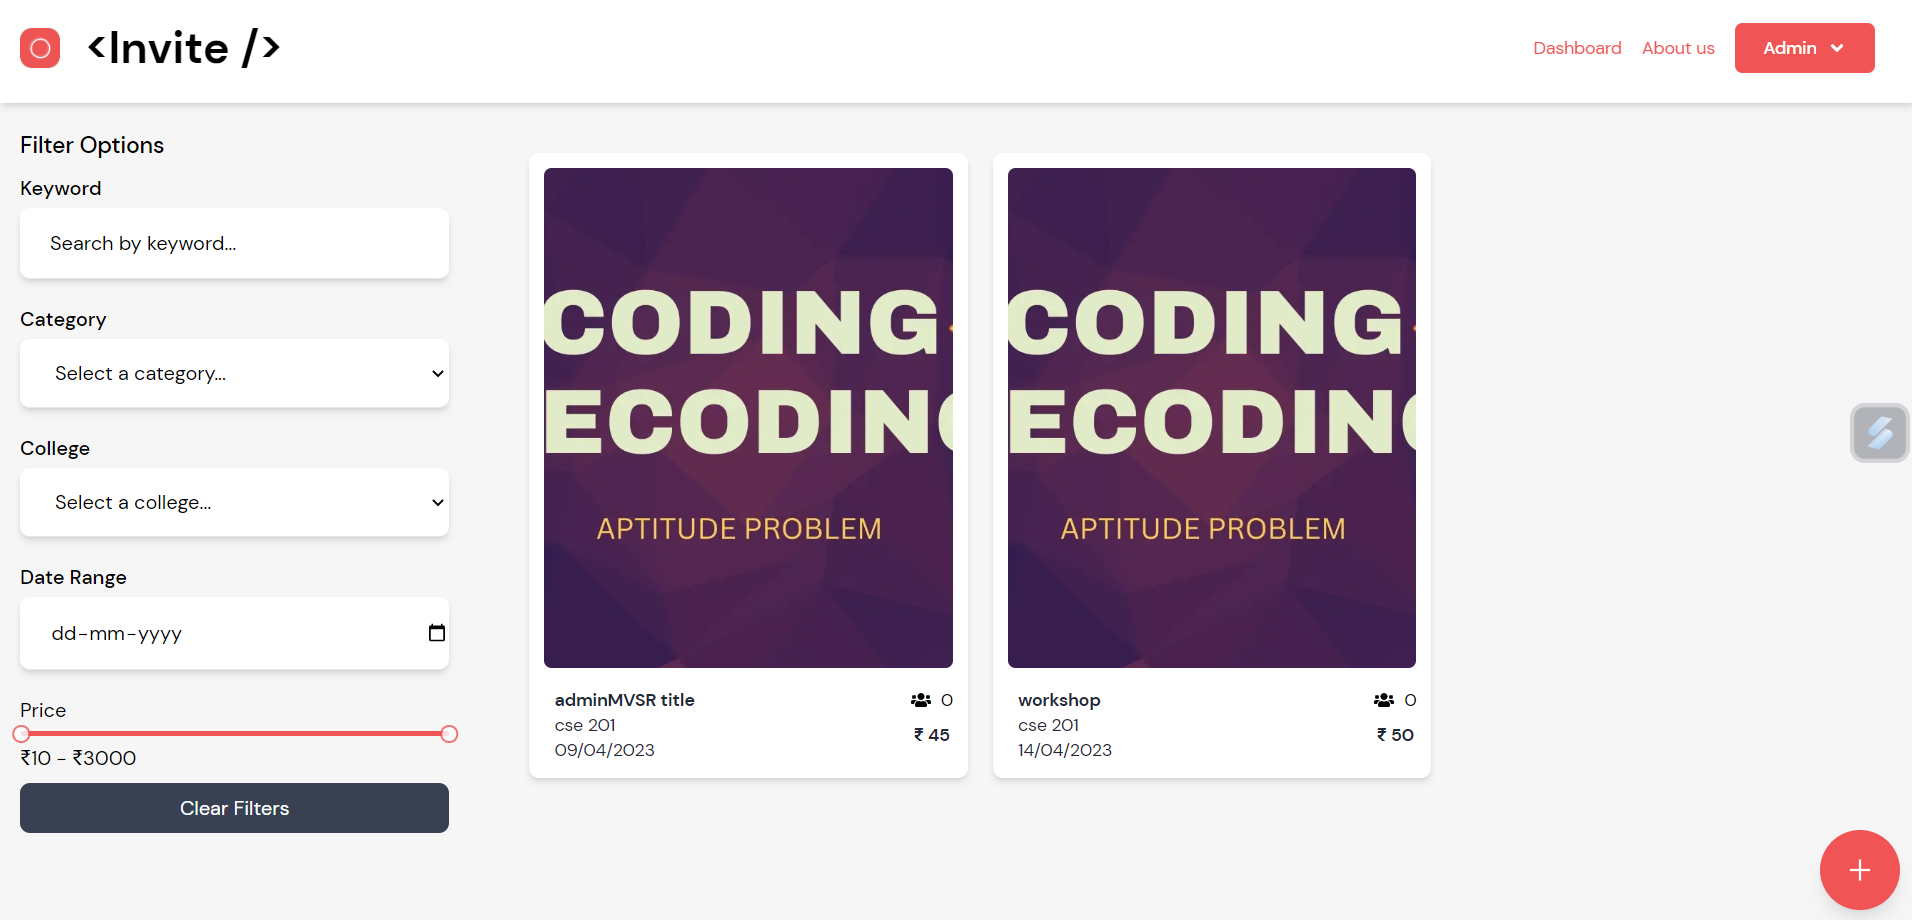 <Invite />
Dashboard
About us
Admin
Filter Options
Keyword
Search by keyword...
Category
Select a category...
College
Select a college...
Date Range
dd-mm-yyyy
Price
₹10 - ₹3000
Clear Filters
CODING
ECODING
APTITUDE PROBLEM
adminMVSR title
0
cse 201
₹ 45
09/04/2023
CODING
ECODING
APTITUDE PROBLEM
workshop
0
cse 201
₹ 50
14/04/2023